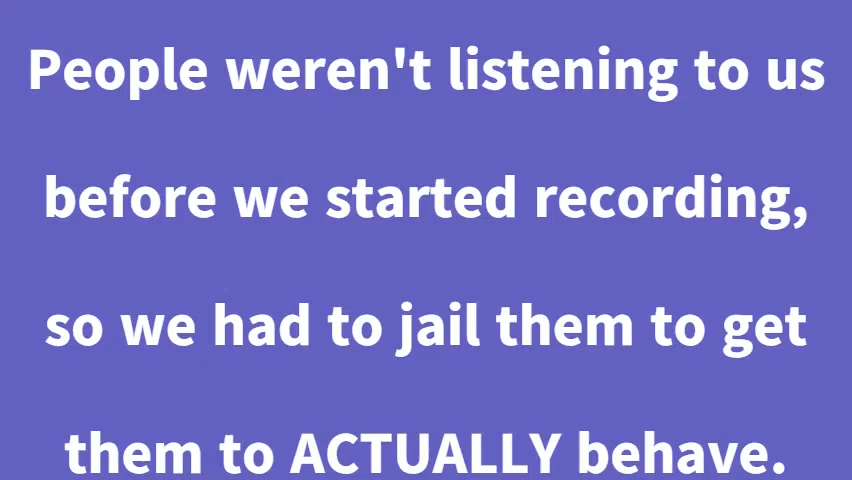 People weren't listening to us
before we started recording,
so we had to jail them to get
them to ACTUALLY behave.